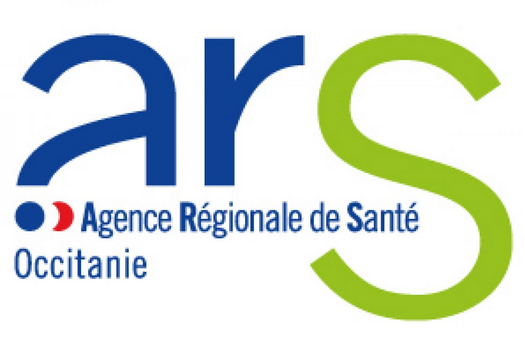 ars
Agence Régionale de Santé
Occitanie